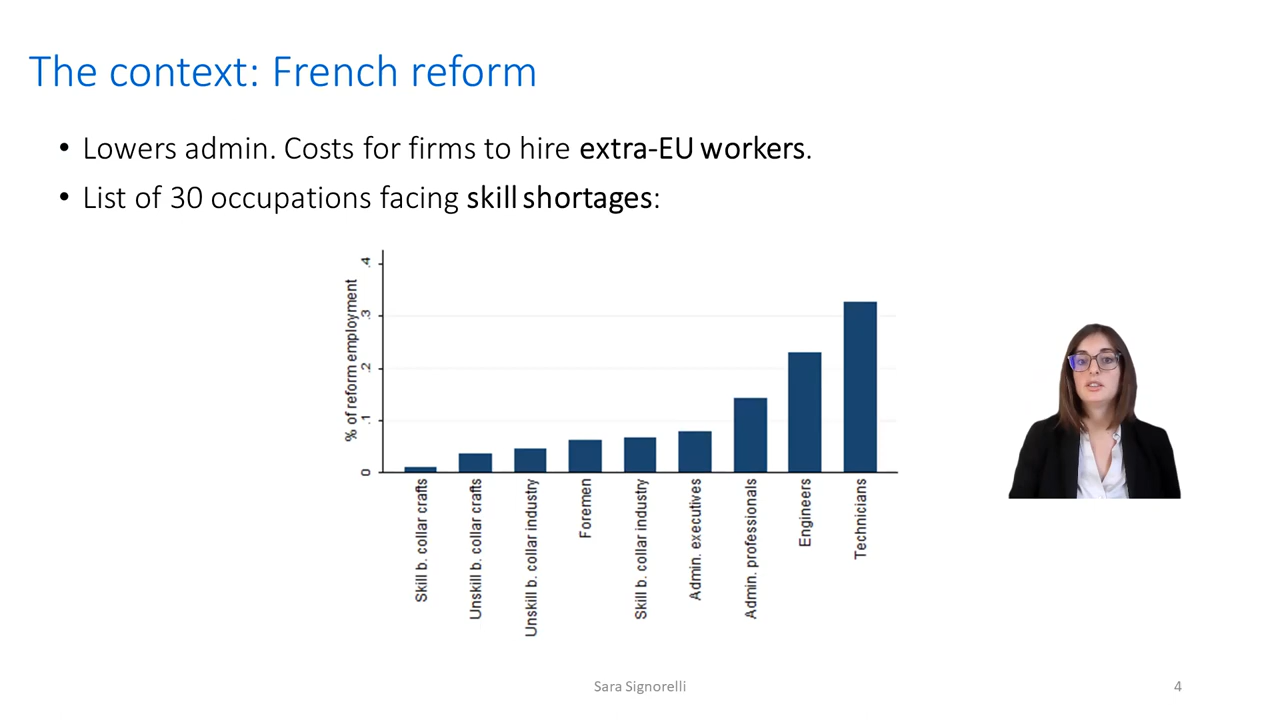 The context: French reform
• Lowers admin. Costs for firms to hire extra-EU workers.
• List of 30 occupations facing skill shortages:
% of reform employment
.4
.3
.2
.1
0
Skill b. collar crafts
Unskill b. collar crafts
Unskill b. collar industry
Foremen
Skill b. collar industry
Admin. executives
Admin. professionals
Engineers
Technicians
Sara Signorelli
4